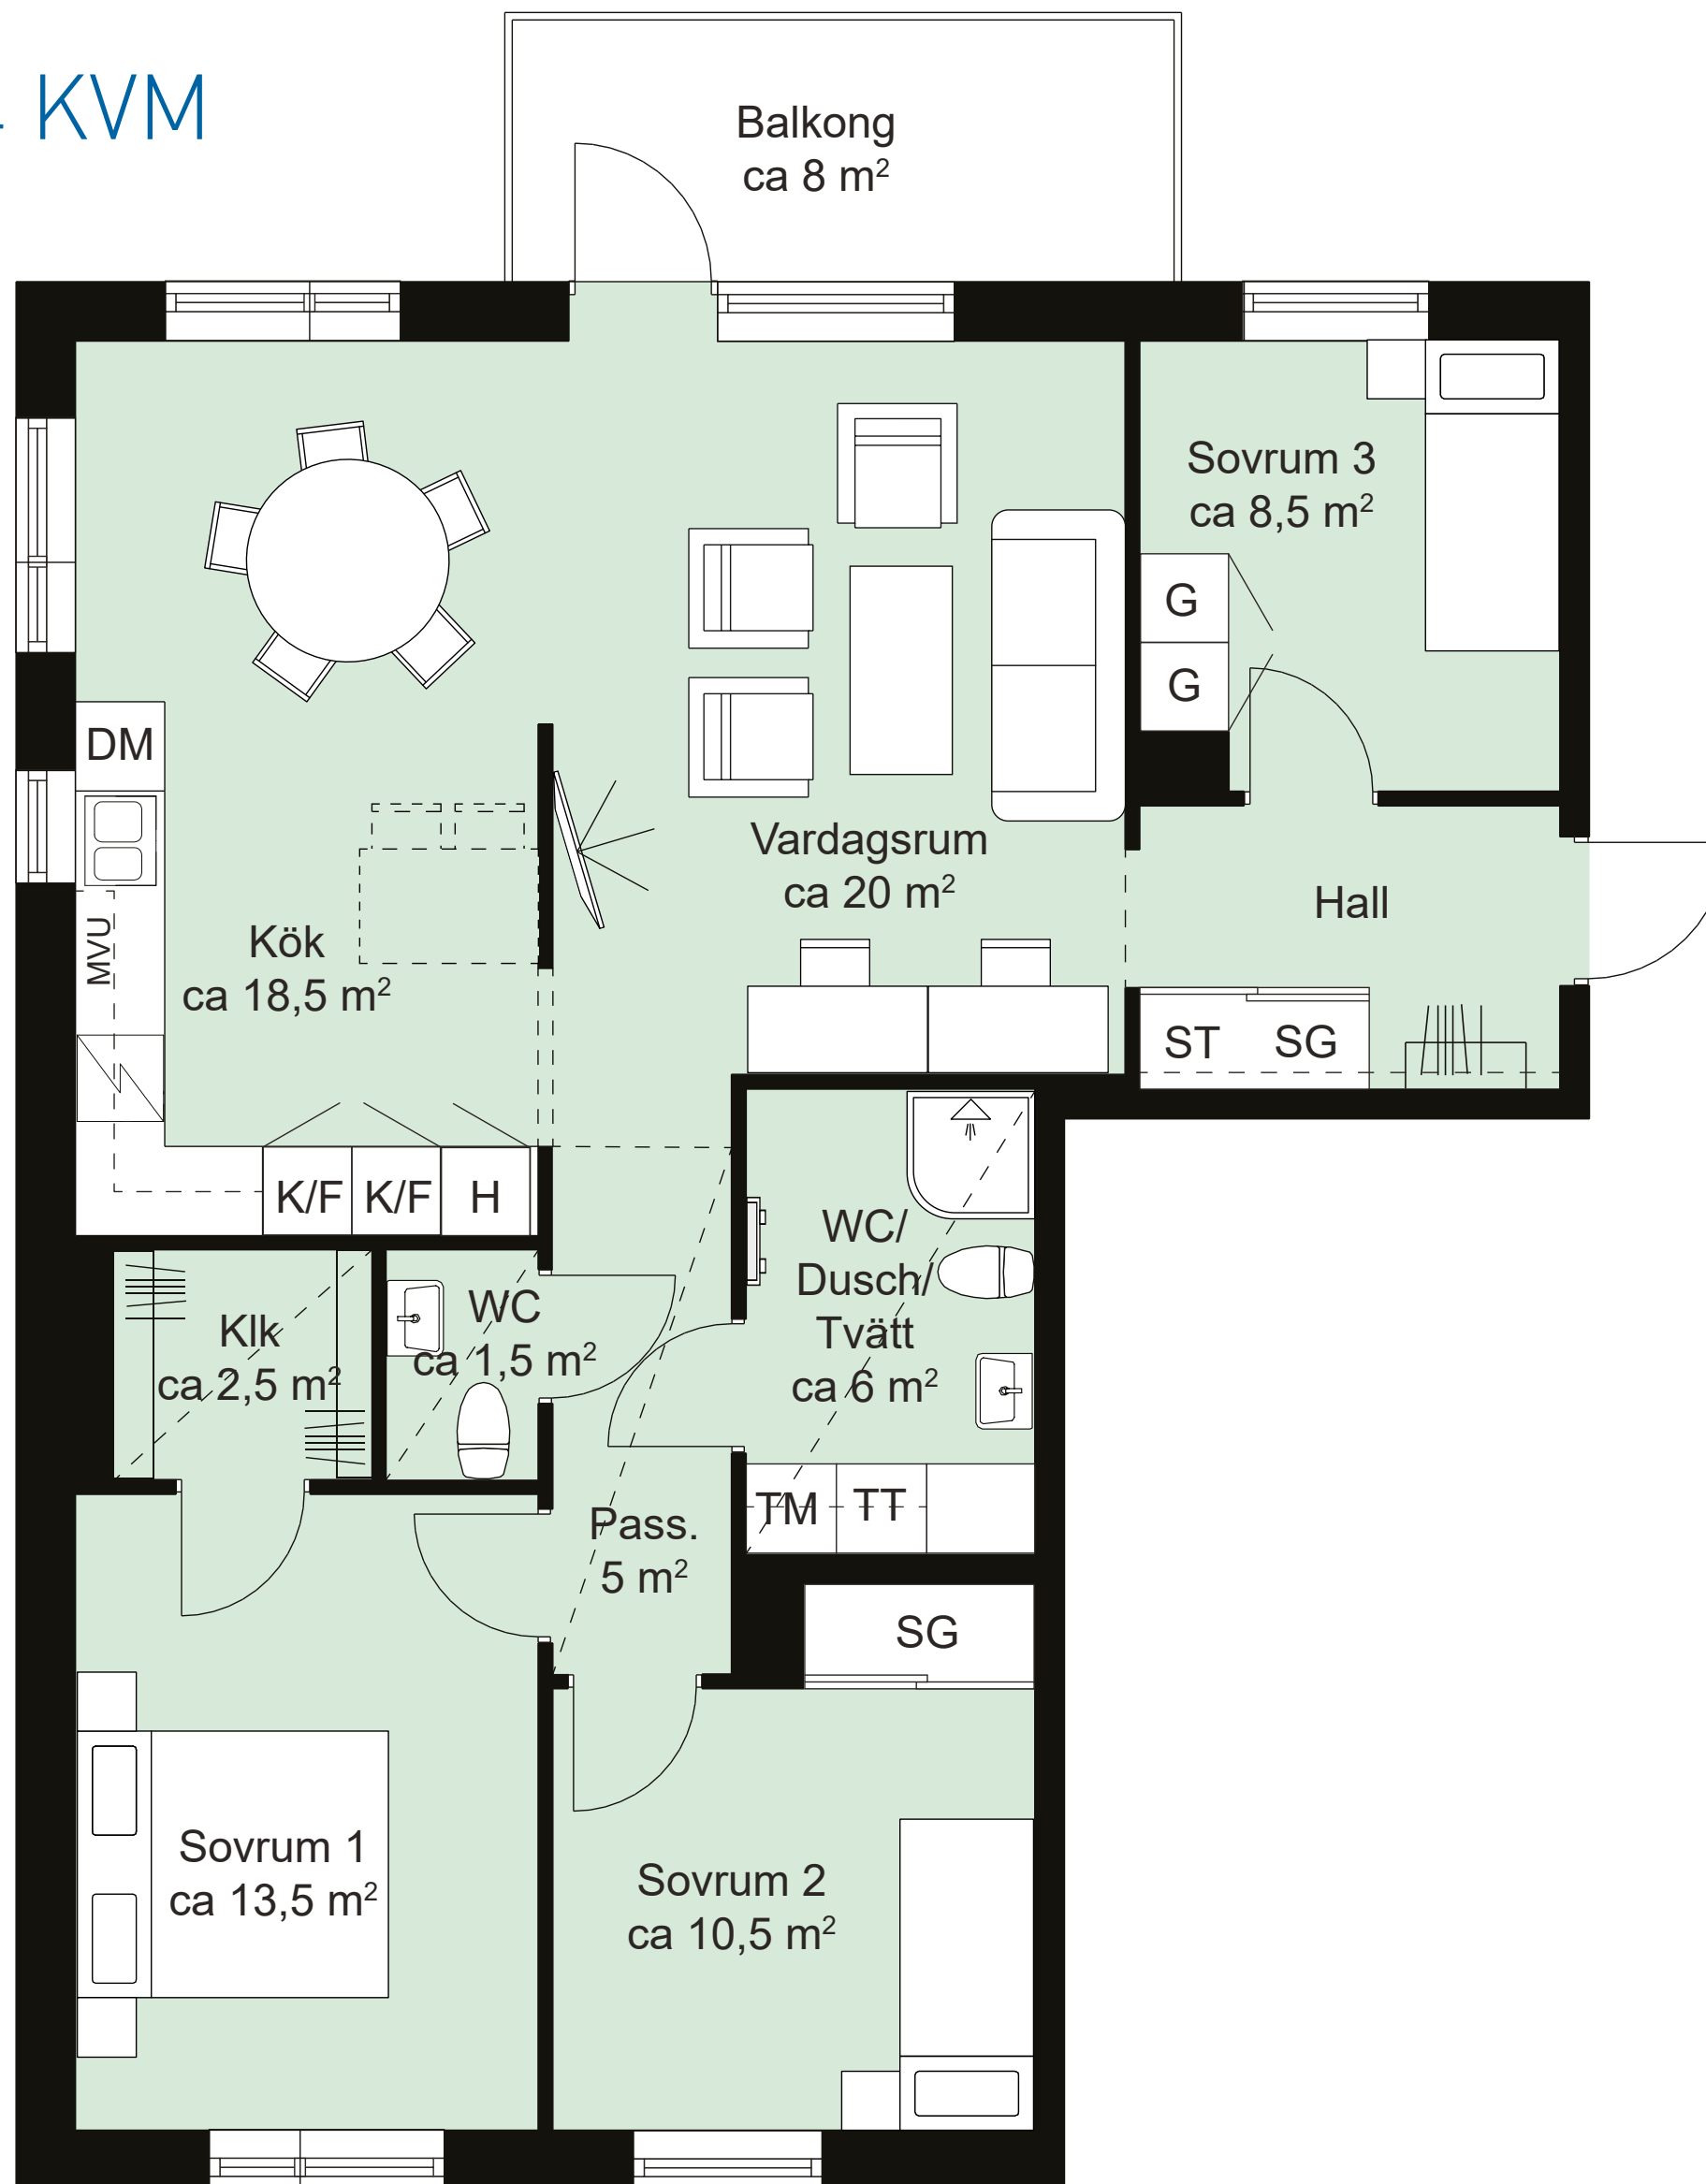 KVM
Balkong
ca 8 m²
Sovrum 3
ca 8,5 m²
G
G
DM
Vardagsrum
ca 20 m²
Hall
MVU
Kök
ca 18,5 m²
ST
SG
K/F
K/F
H
WC/
Dusch/
Tvätt
ca 6 m²
Klk
ca 2,5 m²
WC
ca 1,5 m²
TM
TT
Pass.
5 m²
SG
Sovrum 1
ca 13,5 m²
Sovrum 2
ca 10,5 m²